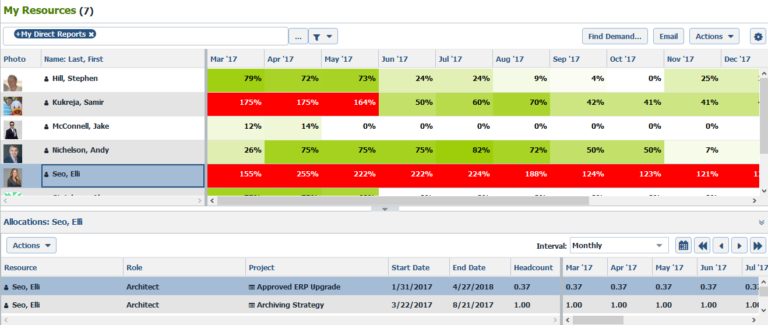 My Resources (7)
+My Direct Reports x ... Find Demand... Email Actions
Photo Name: Last, First Mar '17 Apr '17 May '17 Jun '17 Jul '17 Aug '17 Sep '17 Oct '17 Nov '17 Dec '17
Hill, Stephen 79% 72% 73% 24% 24% 9% 4% 0% 25%
Kukreja, Samir 175% 175% 164% 50% 60% 70% 42% 41% 41%
McConnell, Jake 12% 14% 0% 0% 0% 0% 0% 0% 0%
Nichelson, Andy 26% 75% 75% 75% 82% 72% 50% 50% 7%
Seo, Elli 155% 255% 222% 222% 224% 188% 124% 123% 121%
Allocations: Seo, Elli
Actions Interval: Monthly
Resource Role Project Start Date End Date Headcount Mar '17 Apr '17 May '17 Jun '17 Jul '1
Seo, Elli Architect Approved ERP Upgrade 1/31/2017 4/27/2018 0.37 0.37 0.37 0.37 0.37 0.3
Seo, Elli Architect Archiving Strategy 3/22/2017 8/21/2017 1.00 1.00 1.00 1.00 1.00 1.00